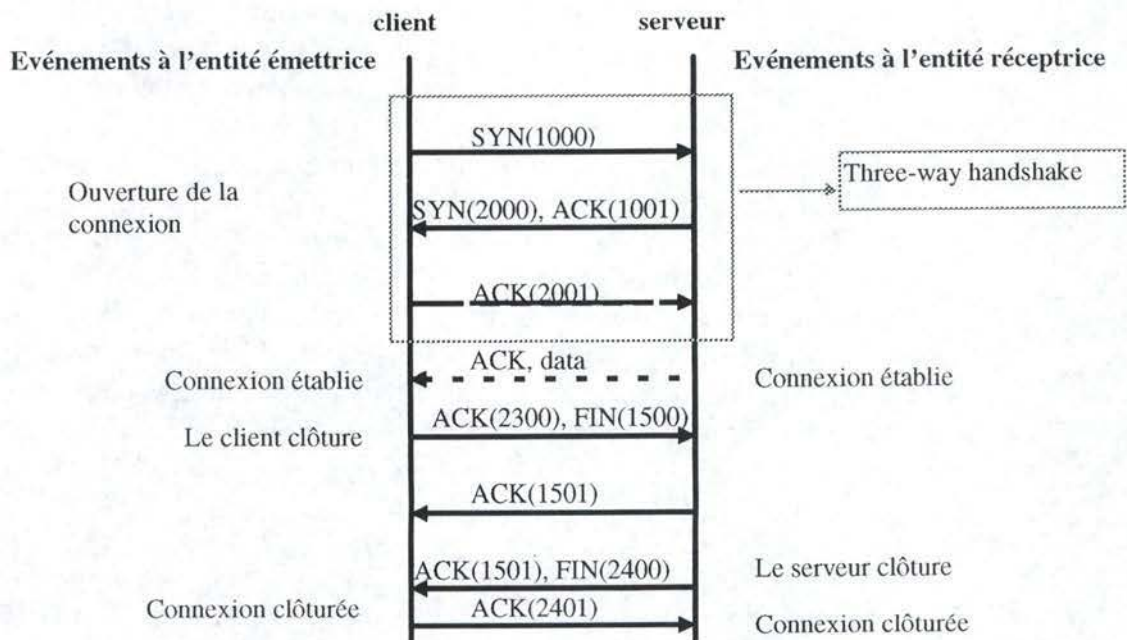 client serveur
Evénements à l'entité émettrice Evénements à l'entité réceptrice
SYN(1000)
Three-way handshake
Ouverture de la
connexion
SYN(2000), ACK(1001)
ACK(2001)
ACK, data
Connexion établie Connexion établie
ACK(2300), FIN(1500)
Le client clôture
ACK(1501)
ACK(1501), FIN(2400) Le serveur clôture
Connexion clôturée ACK(2401) Connexion clôturée